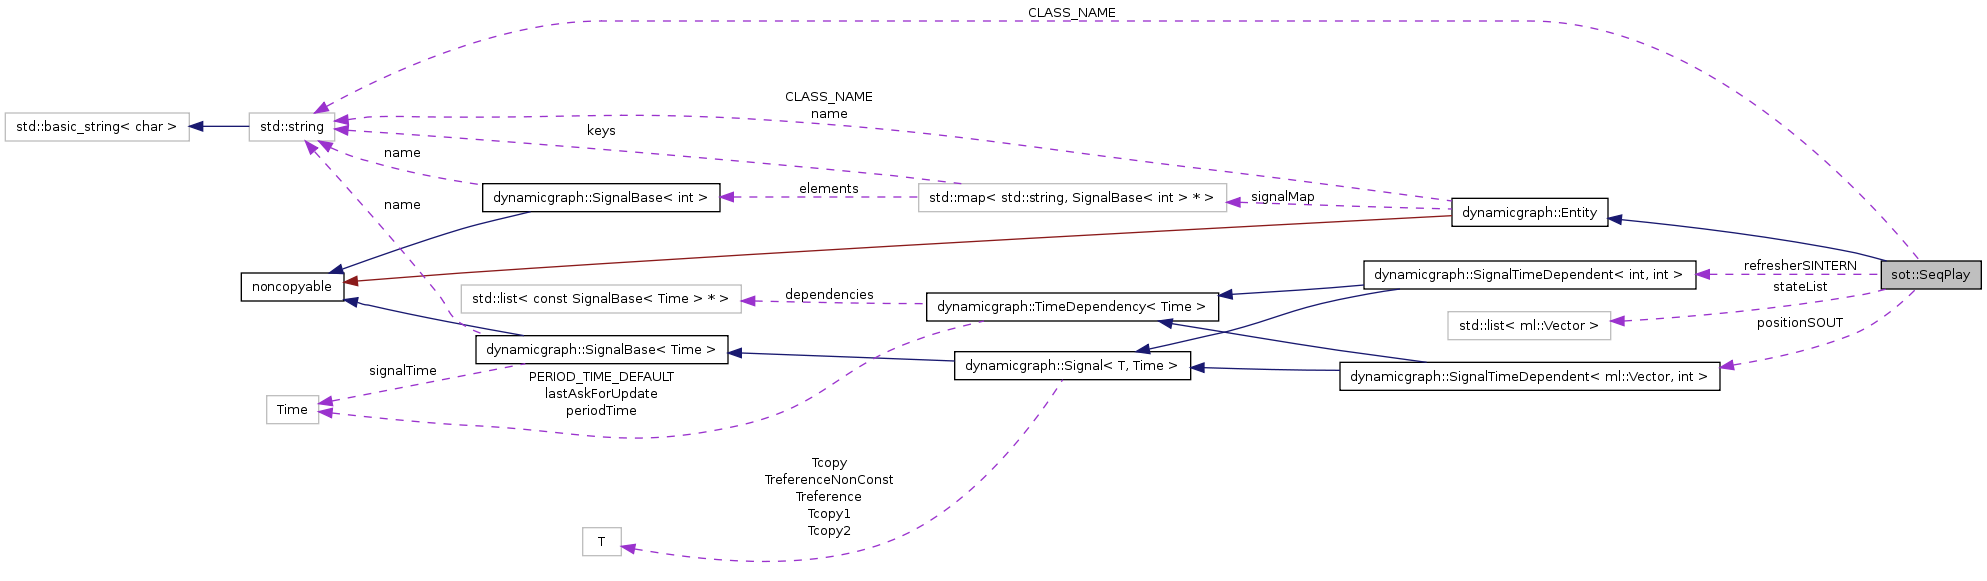 CLASS_NAME
CLASS_NAME
name
std::basic_string< char >
std::string
keys
name
dynamicgraph::SignalBase< int >
elements
std::map< std::string, SignalBase< int > * >
signalMap
dynamicgraph::Entity
name
noncopyable
std::list< const SignalBase< Time > * >
dependencies
dynamicgraph::TimeDependency< Time >
dynamicgraph::SignalTimeDependent< int, int >
refresherSINTERN
sot::SeqPlay
stateList
std::list< ml::Vector >
positionSOUT
dynamicgraph::SignalBase< Time >
dynamicgraph::Signal< T, Time >
dynamicgraph::SignalTimeDependent< ml::Vector, int >
signalTime
PERIOD_TIME_DEFAULT
lastAskForUpdate
periodTime
Time
Tcopy
TreferenceNonConst
Treference
Tcopy1
Tcopy2
T